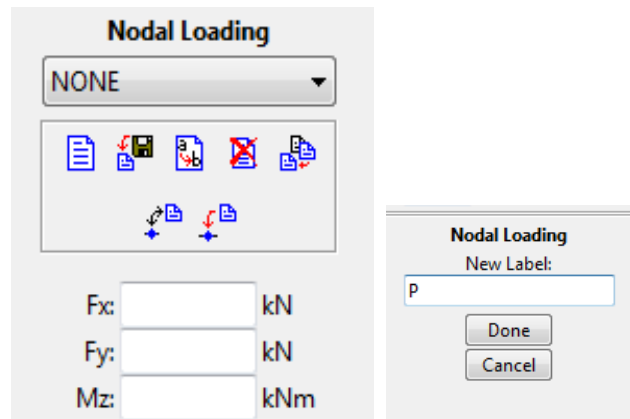 Nodal Loading
NONE
a
b
Fx: kN
Fy: kN
Mz: kNm
Nodal Loading
New Label:
P
Done
Cancel